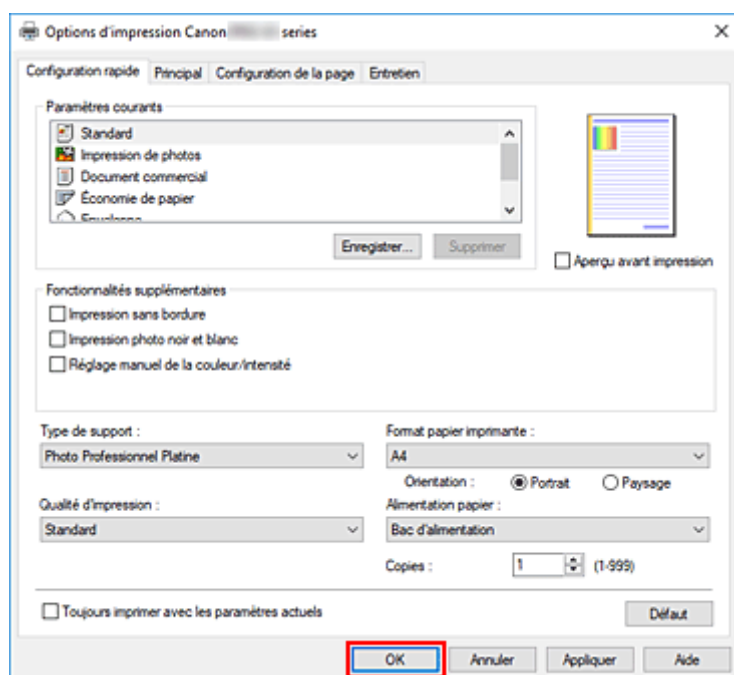 Options d'impression Canon series
Configuration rapide Principal Configuration de la page Entretien
Paramètres courants
Standard
Impression de photos
Document commercial
Économie de papier
Enregistrer... Supprimer
Aperçu avant impression
Fonctionnalités supplémentaires
Impression sans bordure
Impression photo noir et blanc
Réglage manuel de la couleur/intensité
Type de support : Format papier imprimante :
Photo Professionnel Platine A4
Orientation : Portrait Paysage
Qualité d'impression : Alimentation papier :
Standard Bac d'alimentation
Copies : 1 (1-999)
Toujours imprimer avec les paramètres actuels Défaut
OK Annuler Appliquer Aide